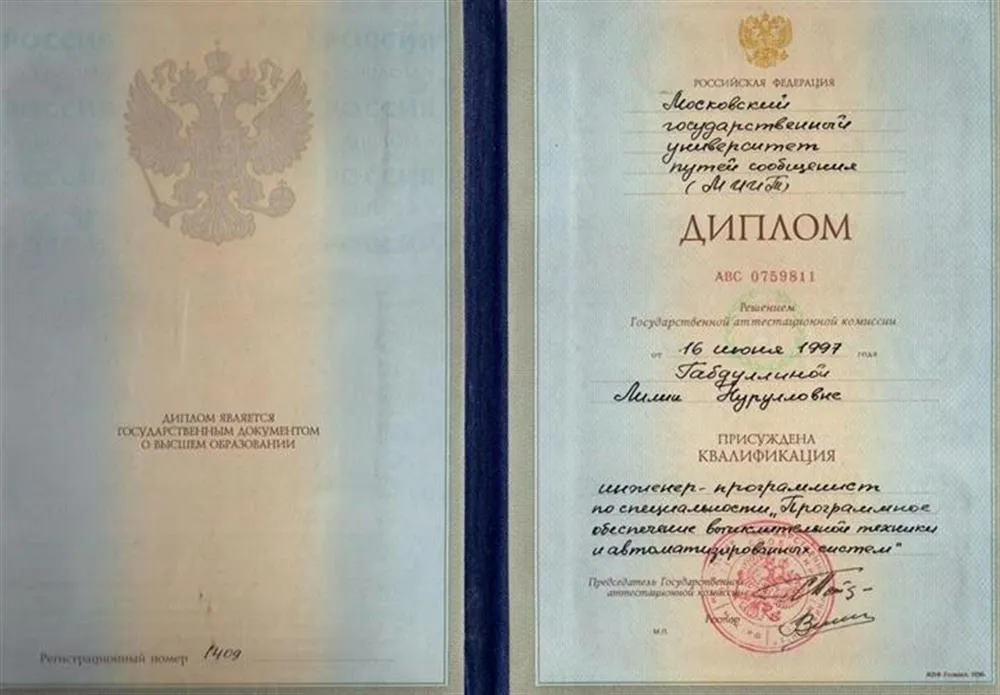 ДИПЛОМ ЯВЛЯЕТСЯ
ГОСУДАРСТВЕННЫМ ДОКУМЕНТОМ
О ВЫСШЕМ ОБРАЗОВАНИИ
Регистрационный номер 1409
РОССИЙСКАЯ ФЕДЕРАЦИЯ
Московский
государственный
университет
путей сообщения
(МИИТ)
ДИПЛОМ
АВС 0759811
Решением
Государственной аттестационной комиссии
от 16 июня 1997 года
Габдуллиной
Лилии Нурулловне
ПРИСУЖДЕНА
КВАЛИФИКАЦИЯ
инженер-программист
по специальности „Программное
обеспечение вычислительной техники
и автоматизированных систем"
Председатель Государственной
аттестационной комиссии
Ректор
М.П.